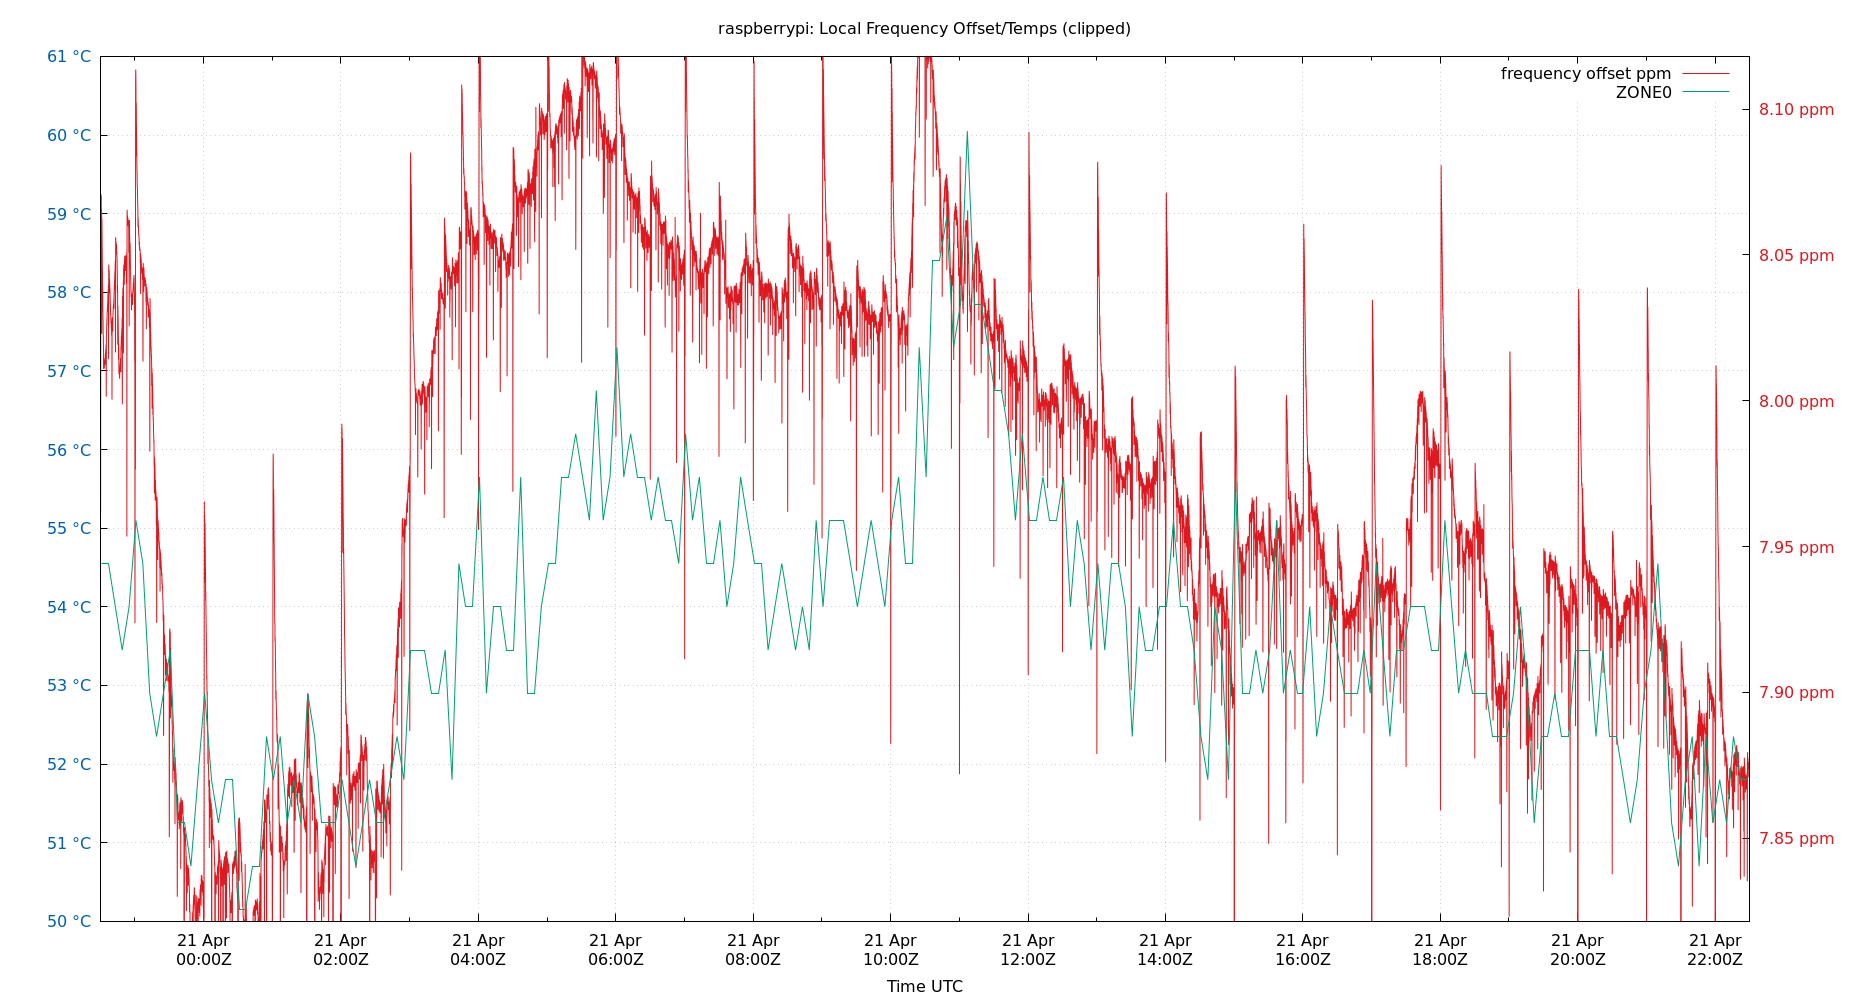 raspberrypi: Local Frequency Offset/Temps (clipped)
frequency offset ppm
ZONE0
61 °C
60 °C
59 °C
58 °C
57 °C
56 °C
55 °C
54 °C
53 °C
52 °C
51 °C
50 °C
8.10 ppm
8.05 ppm
8.00 ppm
7.95 ppm
7.90 ppm
7.85 ppm
21 Apr 21 Apr 21 Apr 21 Apr 21 Apr 21 Apr 21 Apr 21 Apr 21 Apr 21 Apr 21 Apr 21 Apr
00:00Z 02:00Z 04:00Z 06:00Z 08:00Z 10:00Z 12:00Z 14:00Z 16:00Z 18:00Z 20:00Z 22:00Z
Time UTC